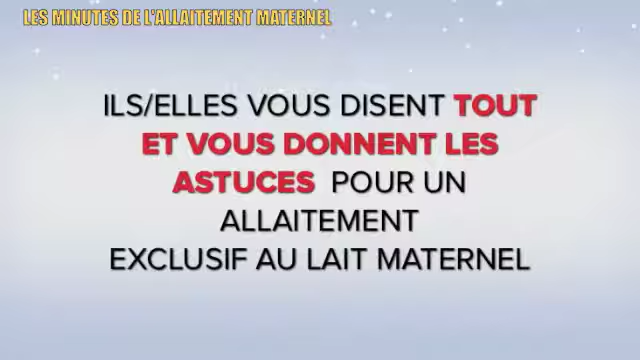 LES MINUTES DE L'ALLAITEMENT MATERNEL
ILS/ELLES VOUS DISENT TOUT
ET VOUS DONNENT LES
ASTUCES POUR UN
ALLAITEMENT
EXCLUSIF AU LAIT MATERNEL